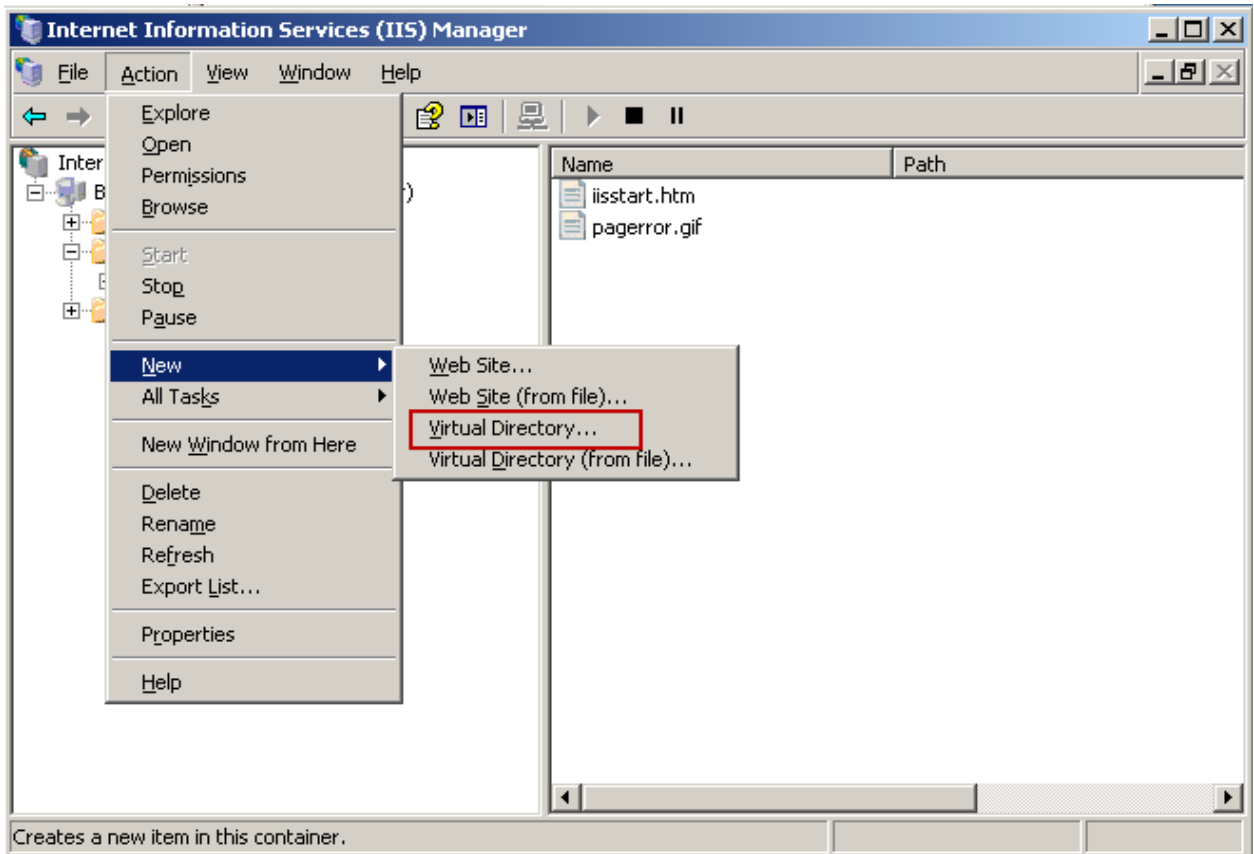 Internet Information Services (IIS) Manager
File Action View Window Help
Explore
Open
Permissions
Browse
Start
Stop
Pause
New
All Tasks
New Window from Here
Delete
Rename
Refresh
Export List...
Properties
Help
Web Site...
Web Site (from file)...
Virtual Directory...
Virtual Directory (from file)...
Inter
B
r)
Name Path
iisstart.htm
pagerror.gif
Creates a new item in this container.